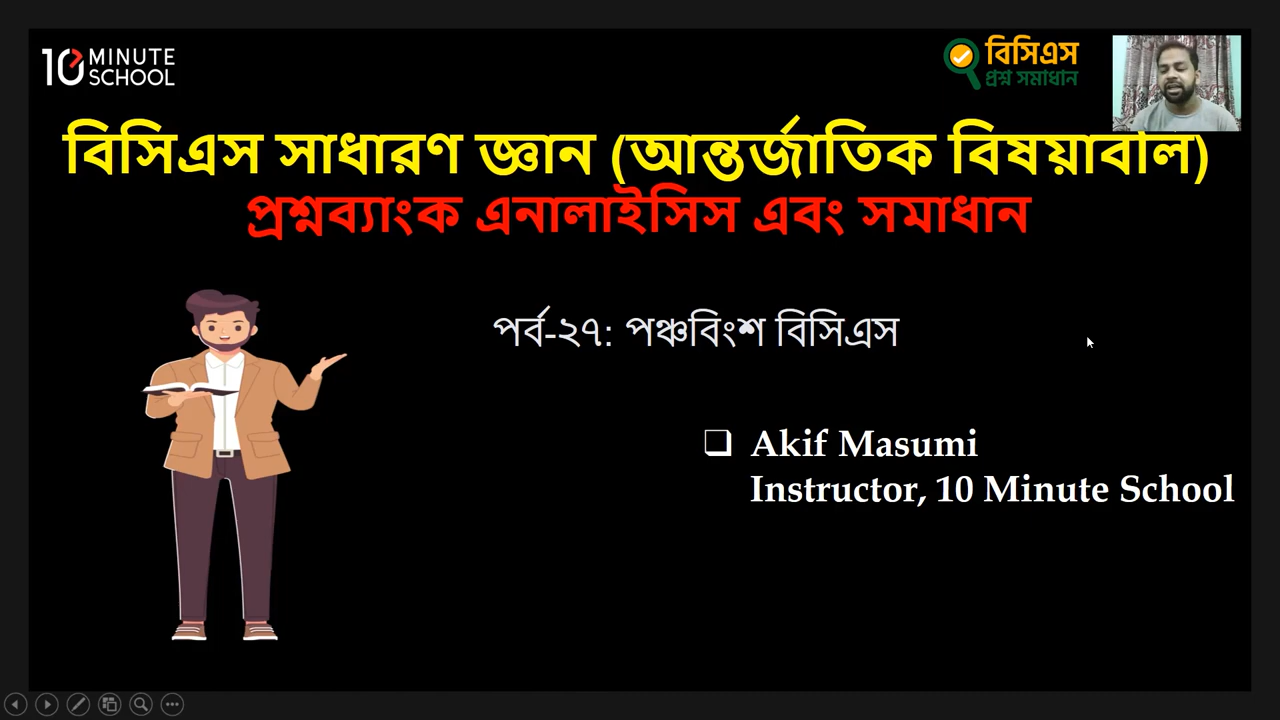 10 MINUTE SCHOOL
বিসিএস
প্রশ্ন সমাধান
বিসিএস সাধারণ জ্ঞান (আন্তর্জাতিক বিষয়াবলি)
প্রশ্নব্যাংক এনালাইসিস এবং সমাধান
পর্ব-২৭: পঞ্চবিংশ বিসিএস
Akif Masumi
Instructor, 10 Minute School